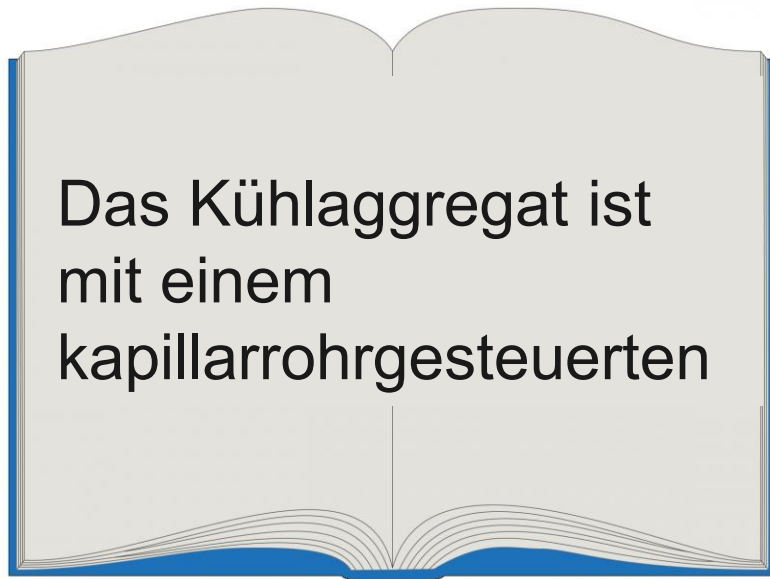 Das Kühlaggregat ist
mit einem
kapillarrohrgesteuerten